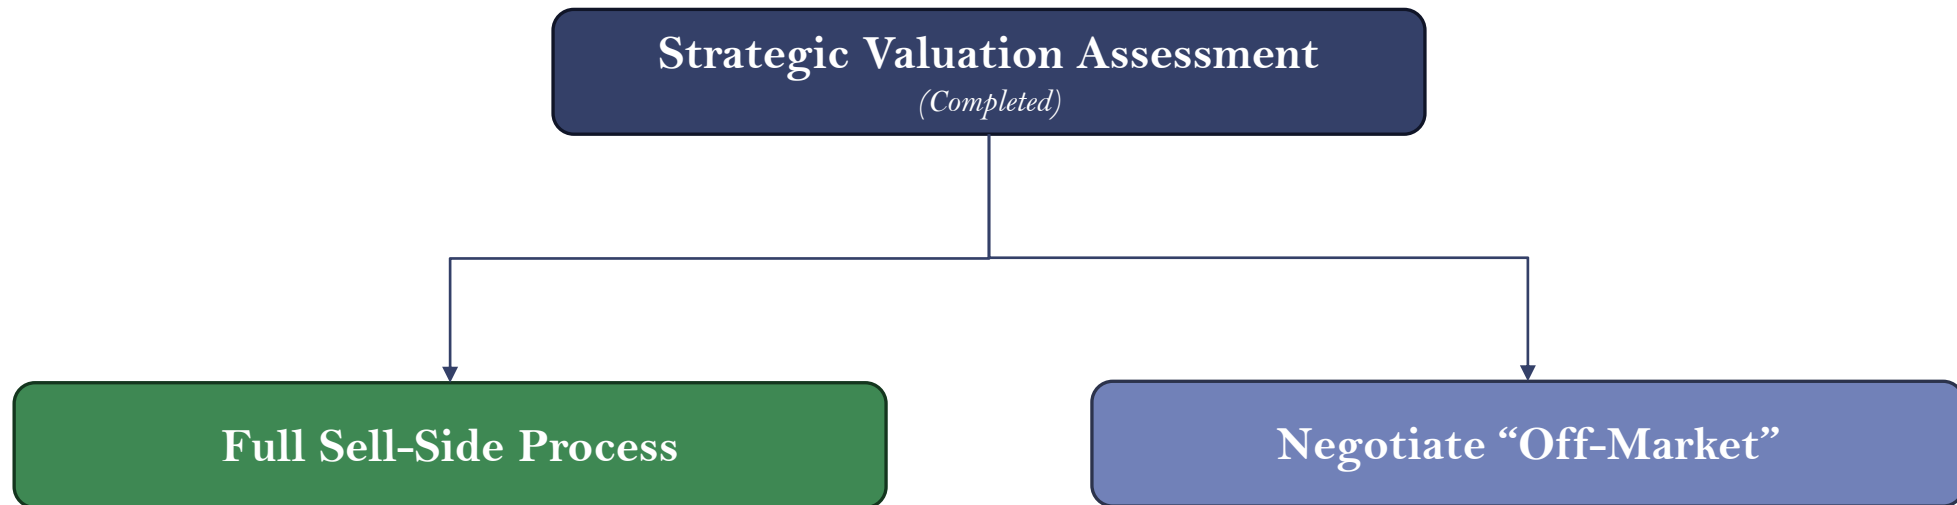 Strategic Valuation Assessment
(Completed)
Full Sell-Side Process
Negotiate “Off-Market”